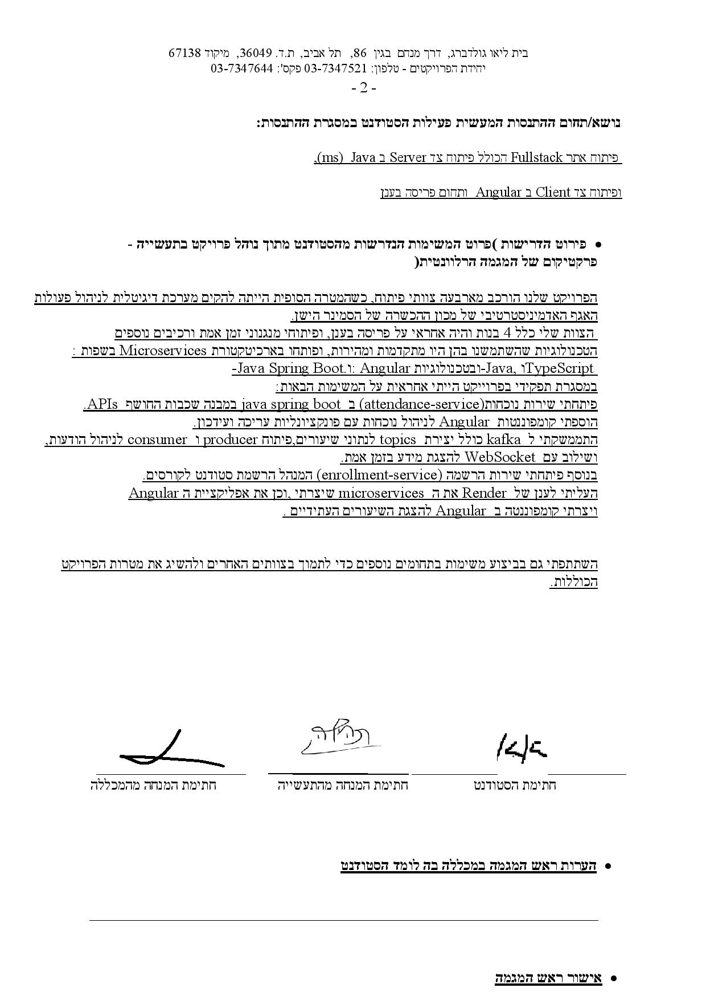 בית ליאו גולדברג, דרך מנחם בגין 86, תל אביב, ת.ד. 36049, מיקוד 67138
יחידת הפרויקטים - טלפון: 03-7347521 פקס': 03-7347644
- 2 -
נושא/תחום ההתנסות המעשית פעילות הסטודנט במסגרת ההתנסות:
פיתוח אתר Fullstack הכולל פיתוח צד Server ב Java (ms),
ופיתוח צד Client ב Angular ותחום פריסה בענן
• פירוט הדרישות )פרוט המשימות הנדרשות מהסטודנט מתוך נוהל פרויקט בתעשייה -
פרקטיקום של המגמה הרלוונטית(
הפרויקט שלנו הורכב מארבעה צוותי פיתוח, כשהמטרה הסופית הייתה להקים מערכת דיגיטלית לניהול פעולות
האגף האדמיניסטרטיבי של מכון ההכשרה של הסמינר הישן.
הצוות שלי כלל 4 בנות והיה אחראי על פריסה בענן, ופיתוחי מנגנוני זמן אמת ורכיבים נוספים
הטכנולוגיות שהשתמשנו בהן היו מתקדמות ומהירות, ופותחו בארכיטקטורת Microservices בשפות :
TypeScriptו ,Java-ובטכנולוגיות Angular :ו.Java Spring Boot-
במסגרת תפקידי בפרוייקט הייתי אחראית על המשימות הבאות:
פיתחתי שירות נוכחות(attendance-service) ב java spring boot במבנה שכבות החושף APIs.
הוספתי קומפוננטות Angular לניהול נוכחות עם פונקציונליות עריכה ועידכון.
התממשקתי ל kafka כולל יצירת topics לנתוני שיעורים,פיתוח producer ו consumer לניהול הודעות,
ושילוב עם WebSocket להצגת מידע בזמן אמת.
בנוסף פיתחתי שירות הרשמה (enrollment-service) המנהל הרשמת סטודנט לקורסים.
העליתי לענן של Render את ה microservices שיצרתי ,וכן את אפליקציית ה Angular
ויצרתי קומפוננטה ב Angular להצגת השיעורים העתידיים .
השתתפתי גם בביצוע משימות בתחומים נוספים כדי לתמוך בצוותים האחרים ולהשיג את מטרות הפרויקט
הכוללות.
חתימת הסטודנט חתימת המנחה מהתעשייה חתימת המנחה מהמכללה
• הערות ראש המגמה במכללה בה לומד הסטודנט
• אישור ראש המגמה